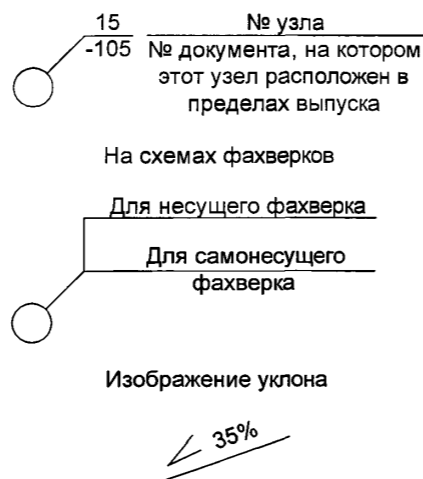 15 № узла
-105 № документа, на котором
этот узел расположен в
пределах выпуска
На схемах фахверков
Для несущего фахверка
Для самонесущего
фахверка
Изображение уклона
35%